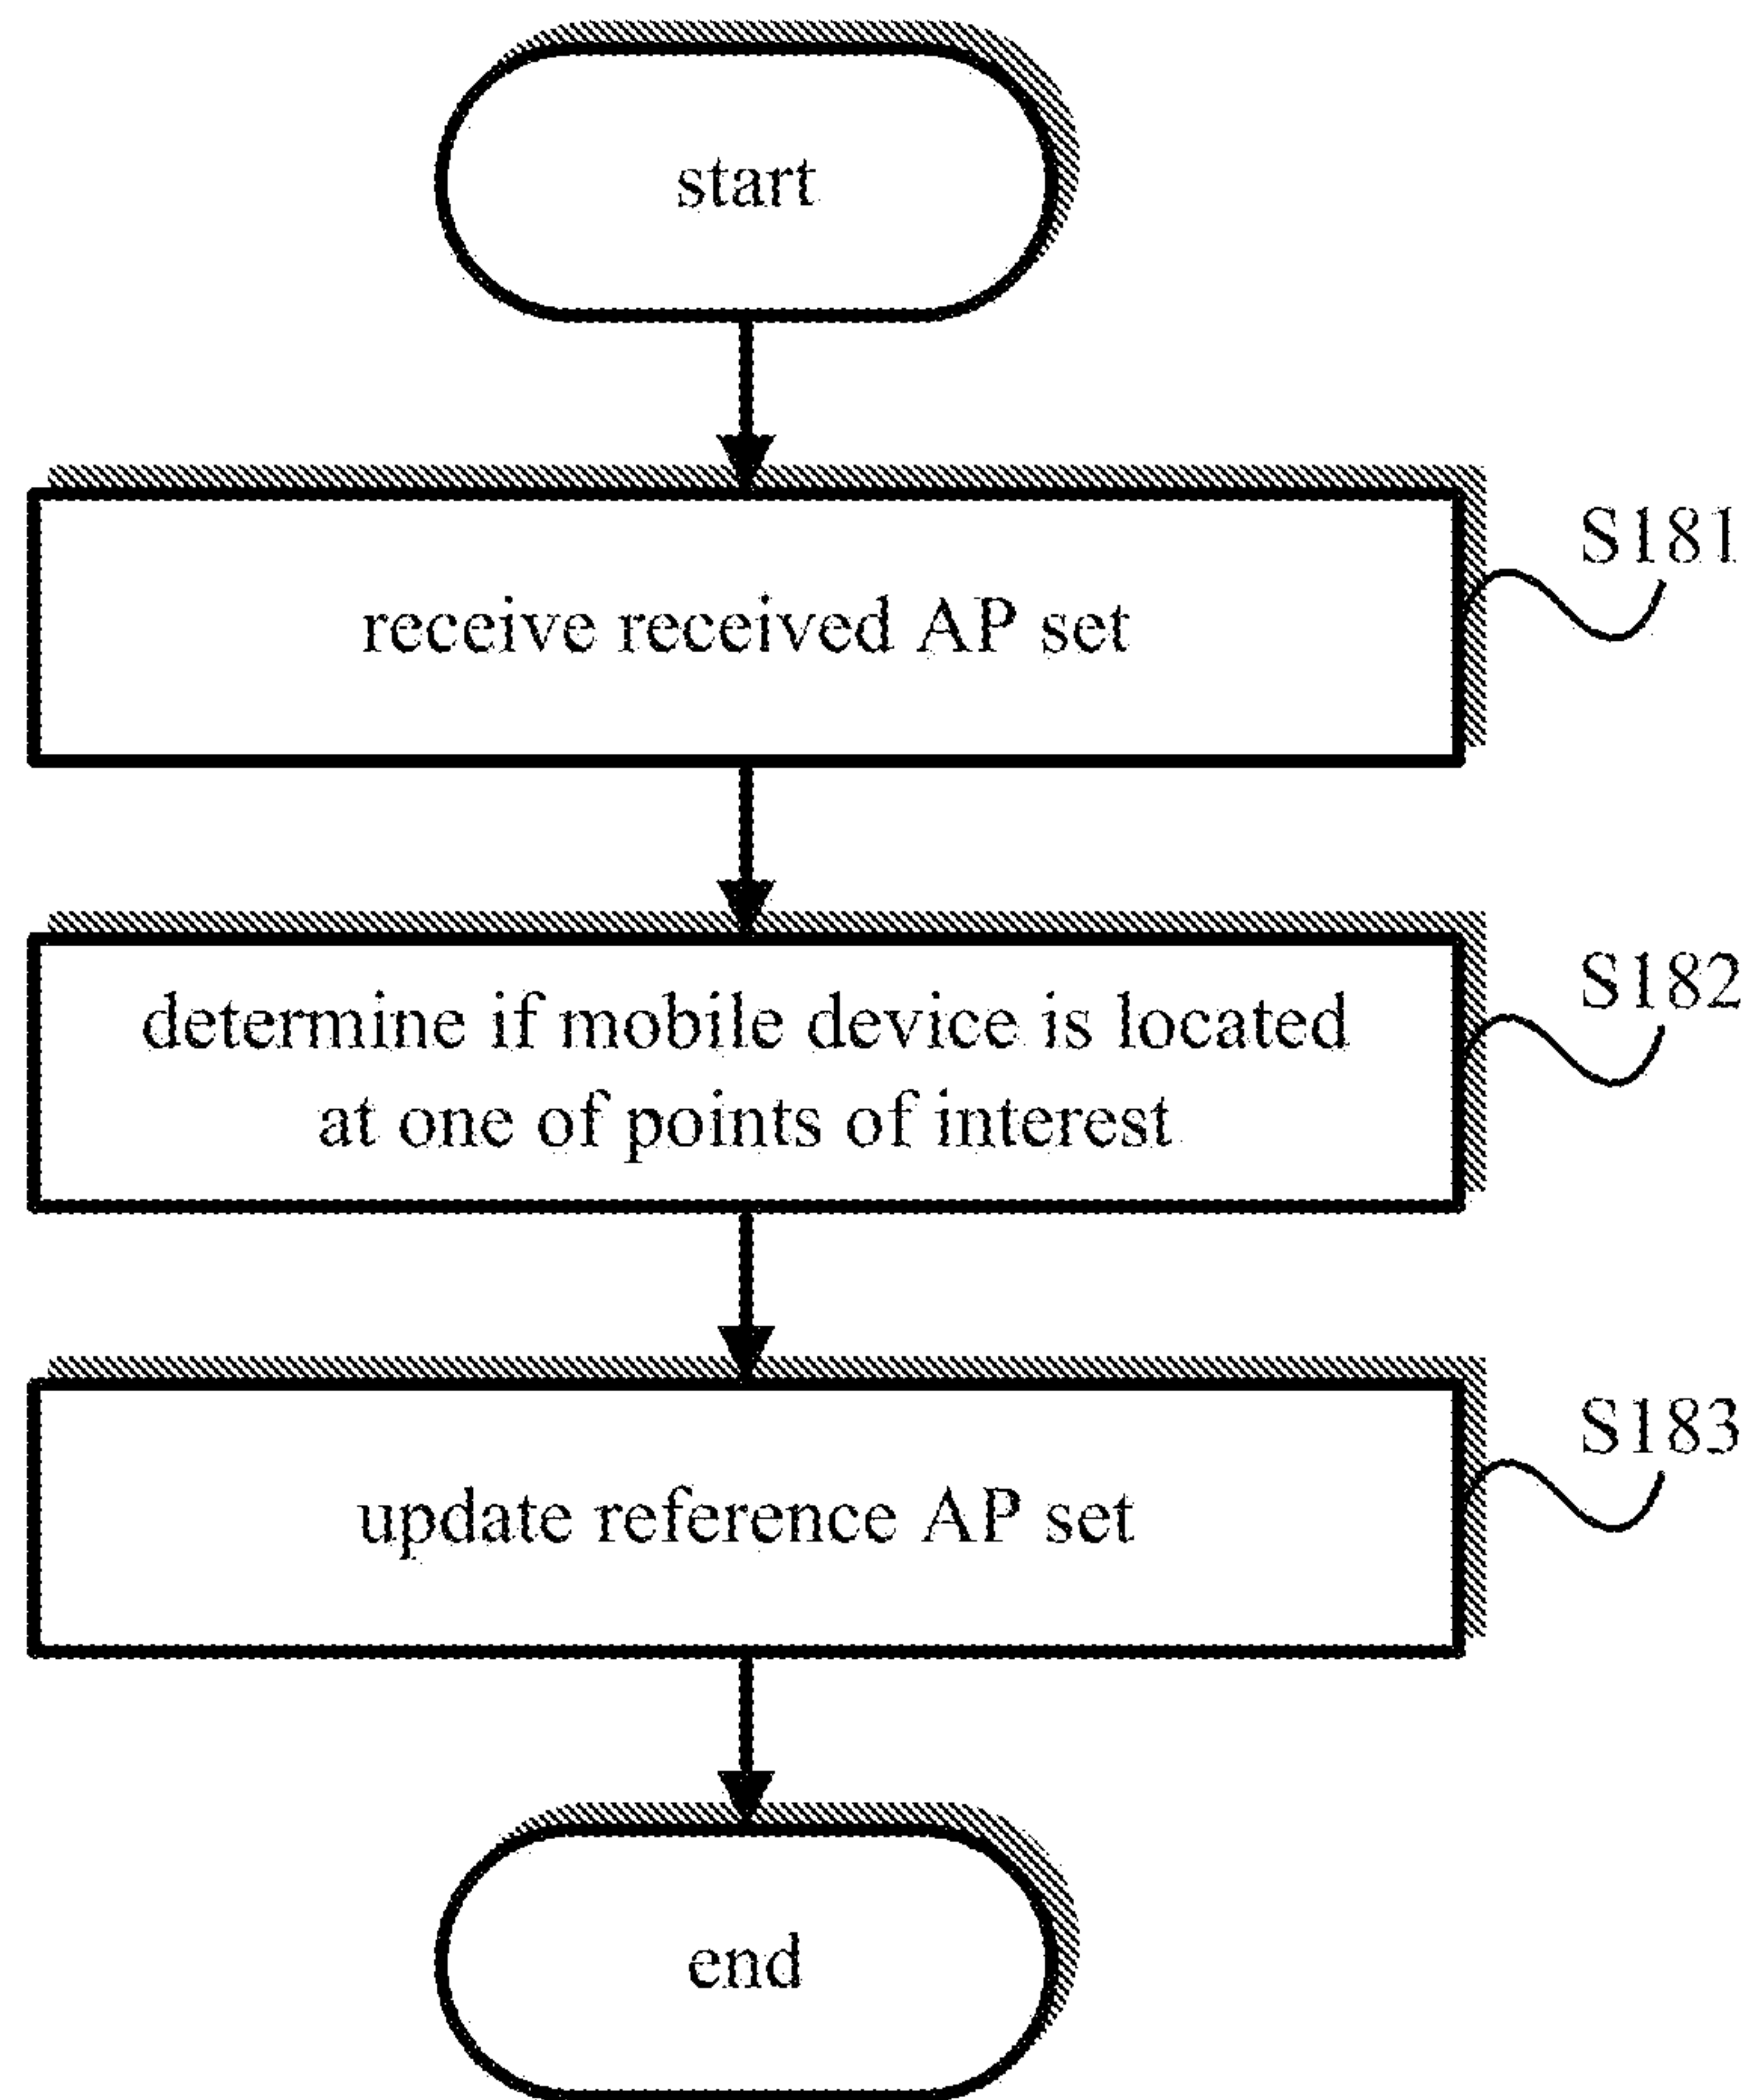 start
S181
receive received AP set
S182
determine if mobile device is located
at one of points of interest
S183
update reference AP set
end